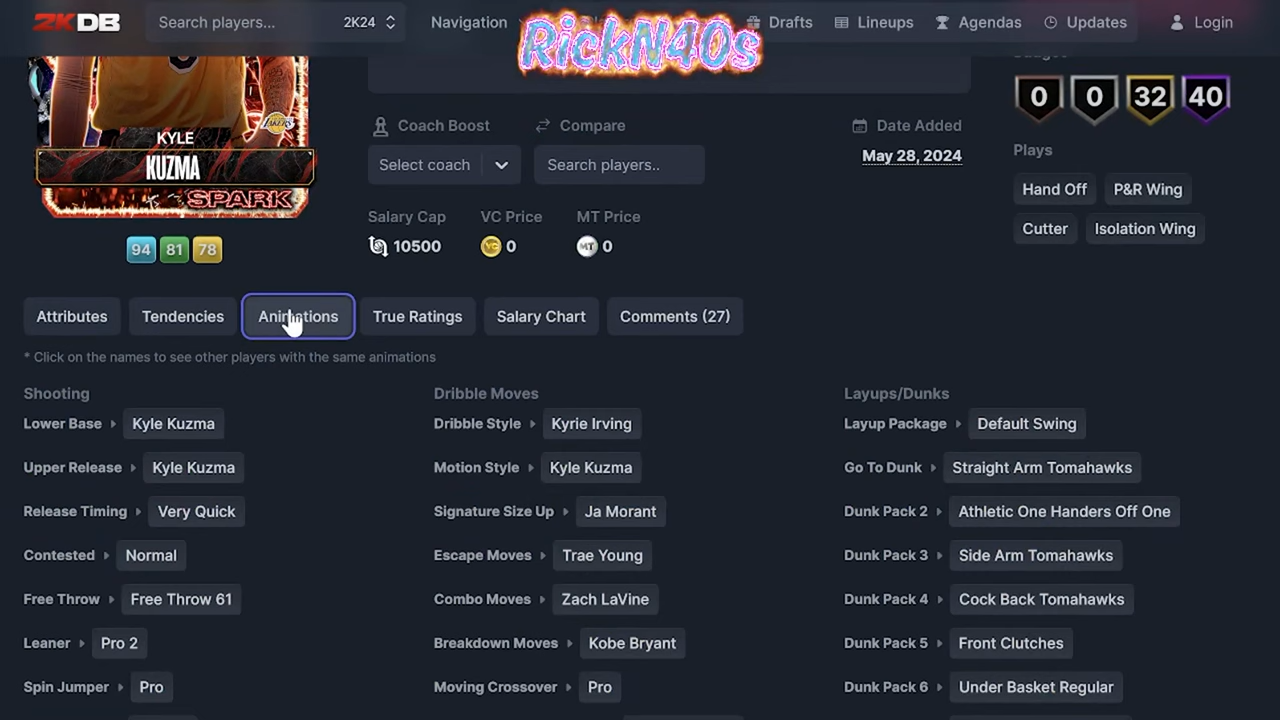 2KDB
Search players...
2K24
Navigation
RickN40s
Drafts
Lineups
Agendas
Updates
Login
KYLE
KUZMA
SPARK
LAKERS
94 81 78
Coach Boost
Select coach
Compare
Search players..
Date Added
May 28, 2024
Salary Cap
10500
VC Price
VC 0
MT Price
MT 0
0 0 32 40
Plays
Hand Off
P&R Wing
Cutter
Isolation Wing
Attributes
Tendencies
Animations
True Ratings
Salary Chart
Comments (27)
* Click on the names to see other players with the same animations
Shooting
Lower Base Kyle Kuzma
Upper Release Kyle Kuzma
Release Timing Very Quick
Contested Normal
Free Throw Free Throw 61
Leaner Pro 2
Spin Jumper Pro
Dribble Moves
Dribble Style Kyrie Irving
Motion Style Kyle Kuzma
Signature Size Up Ja Morant
Escape Moves Trae Young
Combo Moves Zach LaVine
Breakdown Moves Kobe Bryant
Moving Crossover Pro
Layups/Dunks
Layup Package Default Swing
Go To Dunk Straight Arm Tomahawks
Dunk Pack 2 Athletic One Handers Off One
Dunk Pack 3 Side Arm Tomahawks
Dunk Pack 4 Cock Back Tomahawks
Dunk Pack 5 Front Clutches
Dunk Pack 6 Under Basket Regular